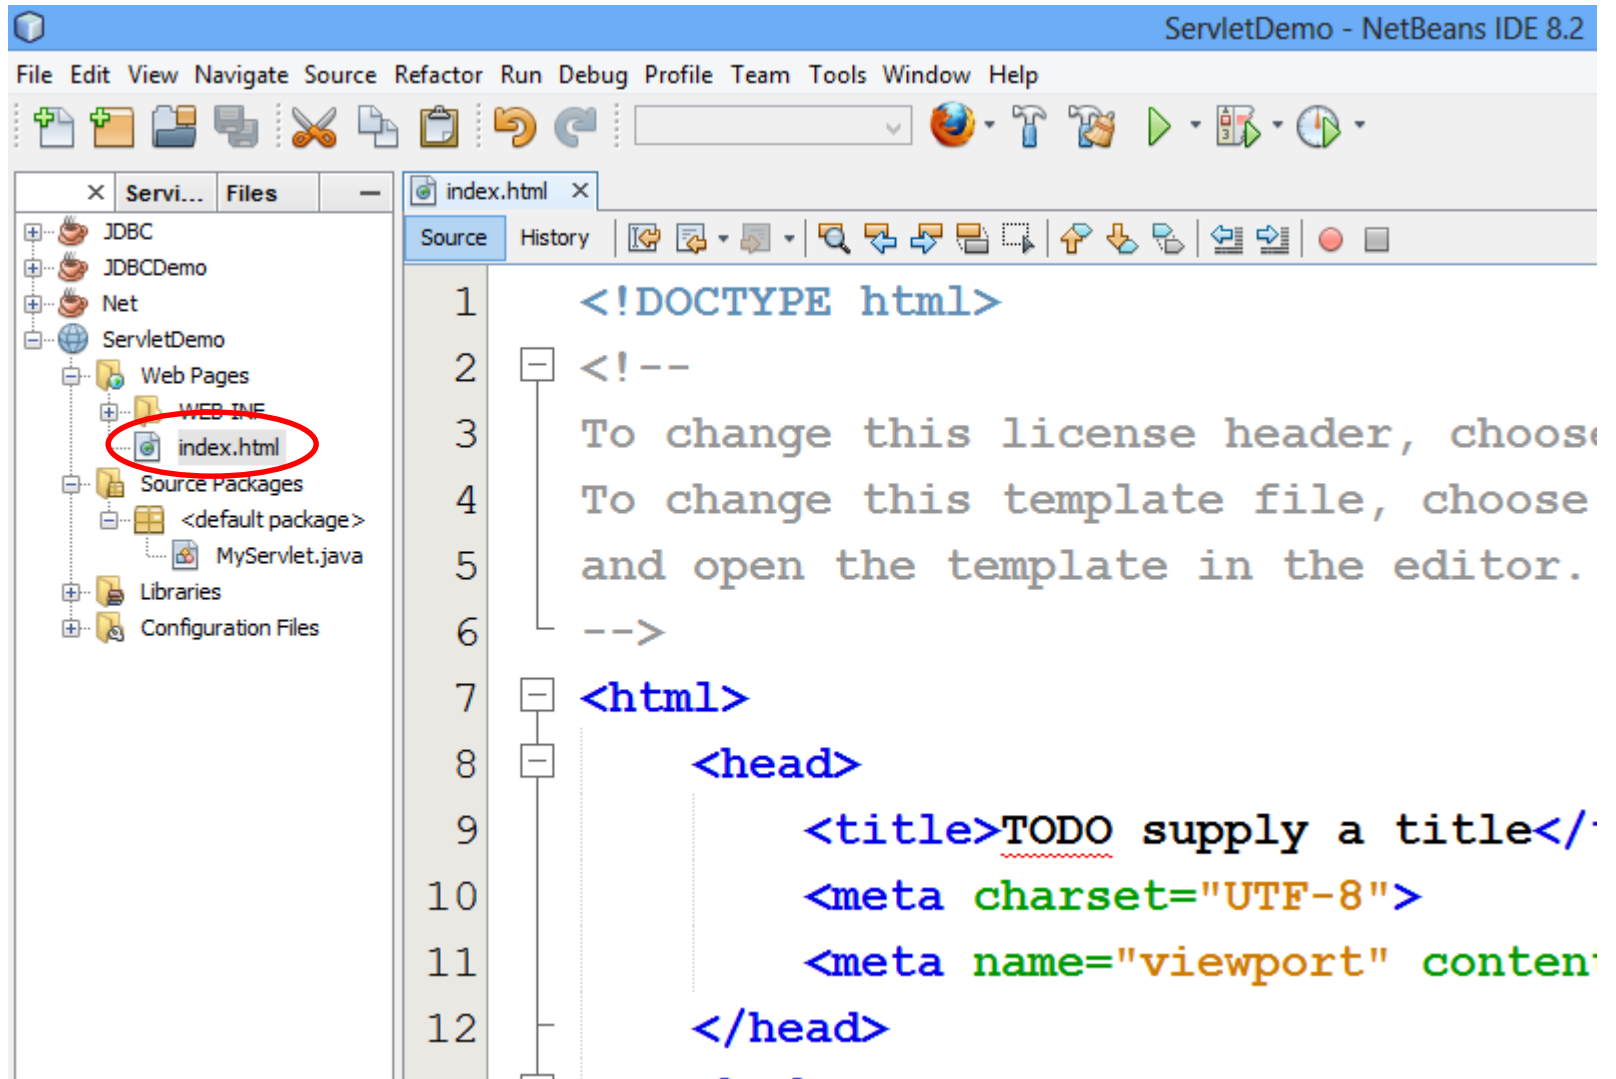 ServletDemo - NetBeans IDE 8.2
File Edit View Navigate Source Refactor Run Debug Profile Team Tools Window Help
Servi... Files
index.html
JDBC
JDBCDemo
Net
ServletDemo
Web Pages
WEB-INF
index.html
Source Packages
<default package>
MyServlet.java
Libraries
Configuration Files
Source History
1 <!DOCTYPE html>
2 <!--
3 To change this license header, choose
4 To change this template file, choose
5 and open the template in the editor.
6 -->
7 <html>
8 <head>
9 <title>TODO supply a title</
10 <meta charset="UTF-8">
11 <meta name="viewport" content
12 </head>